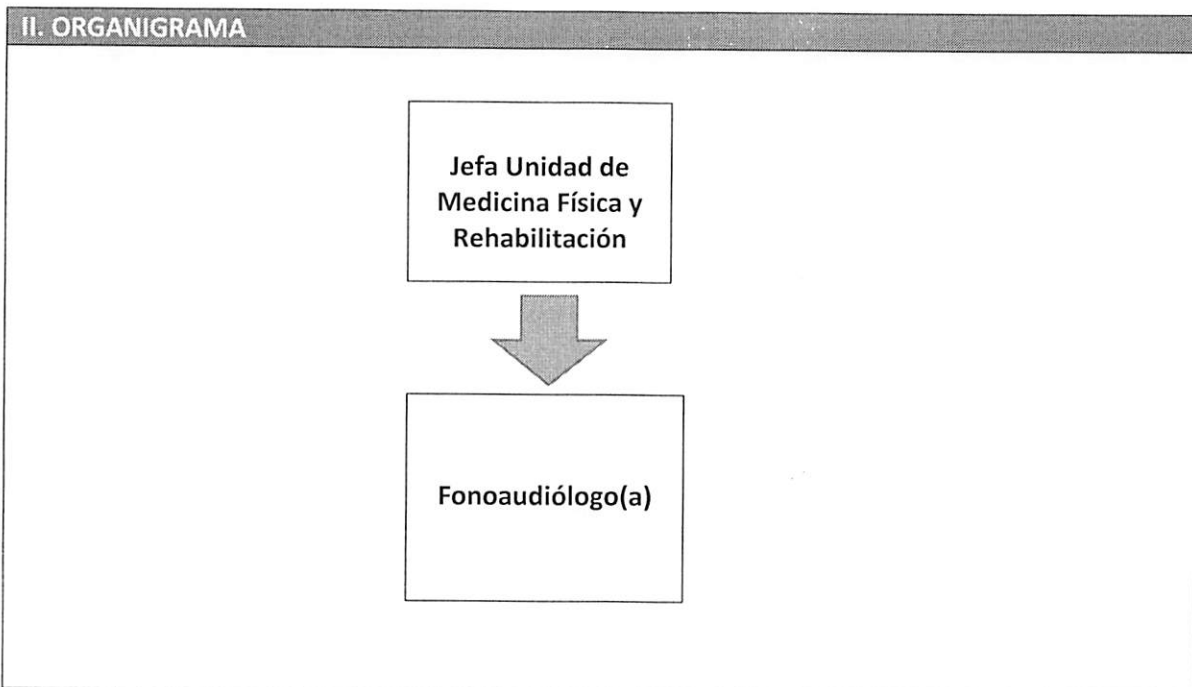 II. ORGANIGRAMA
Jefa Unidad de
Medicina Física y
Rehabilitación
Fonoaudiólogo(a)